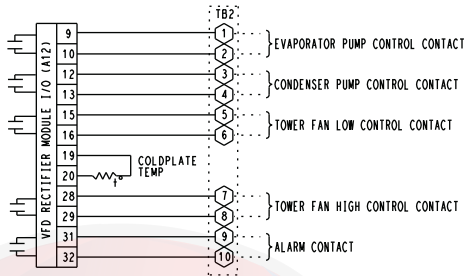 TB2
VFD RECTIFIER MODULE I/O (A12)
9 1
10 2
EVAPORATOR PUMP CONTROL CONTACT
12 3
13 4
CONDENSER PUMP CONTROL CONTACT
15 5
16 6
TOWER FAN LOW CONTROL CONTACT
19
20
t°
COLDPLATE
TEMP
28 7
29 8
TOWER FAN HIGH CONTROL CONTACT
31 9
32 10
ALARM CONTACT